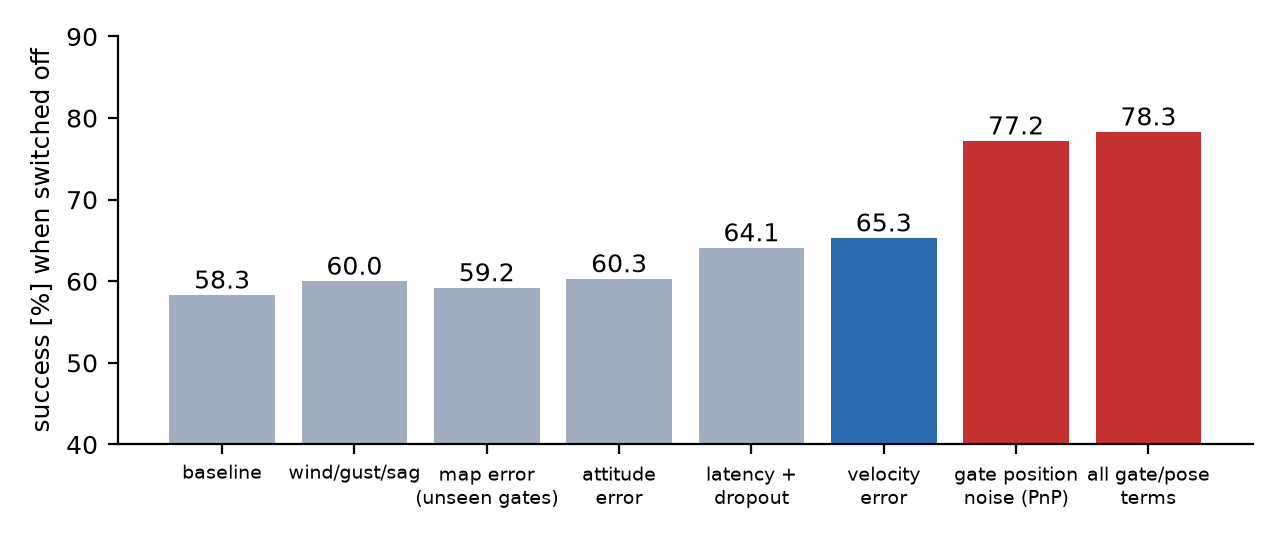 success [%] when switched off
90
80
70
60
50
40
58.3
60.0
59.2
60.3
64.1
65.3
77.2
78.3
baseline
wind/gust/sag
map error
(unseen gates)
attitude
error
latency +
dropout
velocity
error
gate position
noise (PnP)
all gate/pose
terms